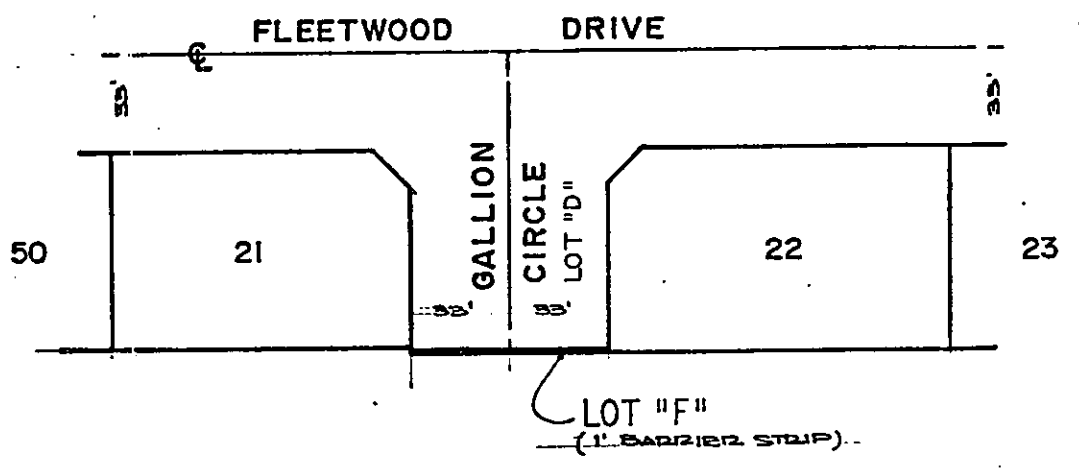 FLEETWOOD DRIVE
℄
33'
33'
GALLION
CIRCLE
LOT "D"
50
21
22
23
33'
33'
LOT "F"
(1' BARRIER STRIP)